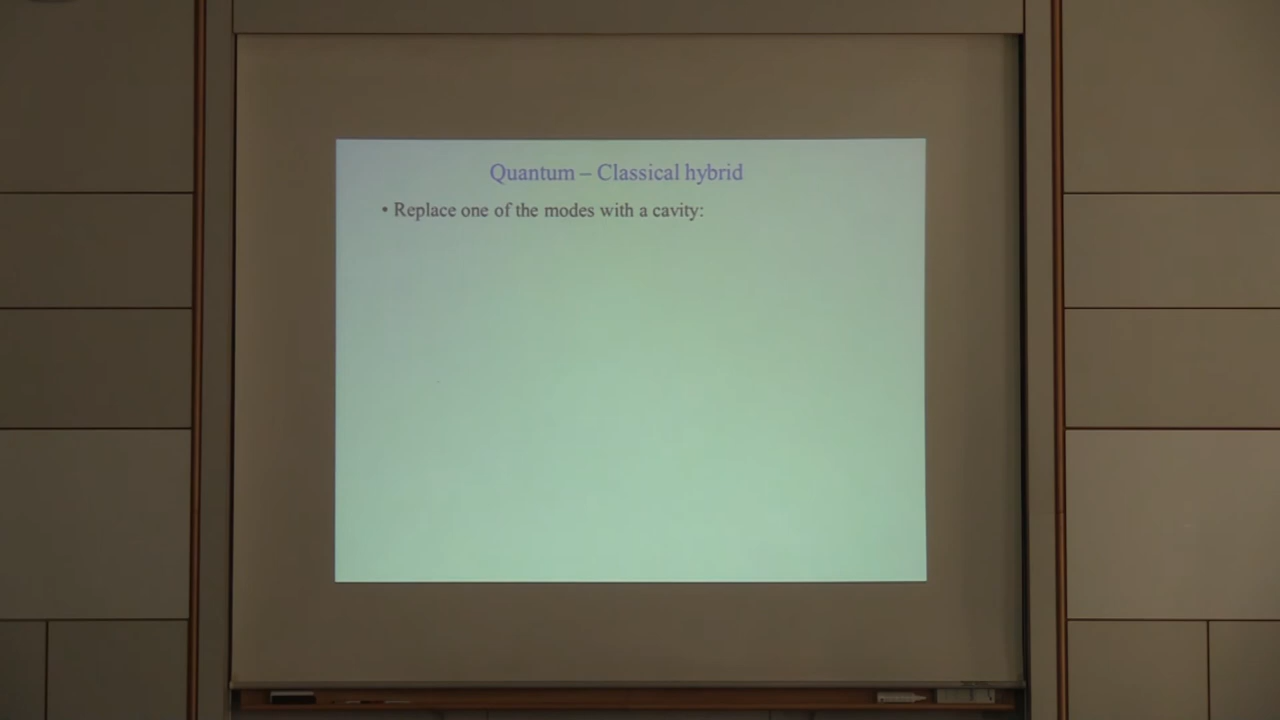 Quantum – Classical hybrid
• Replace one of the modes with a cavity: